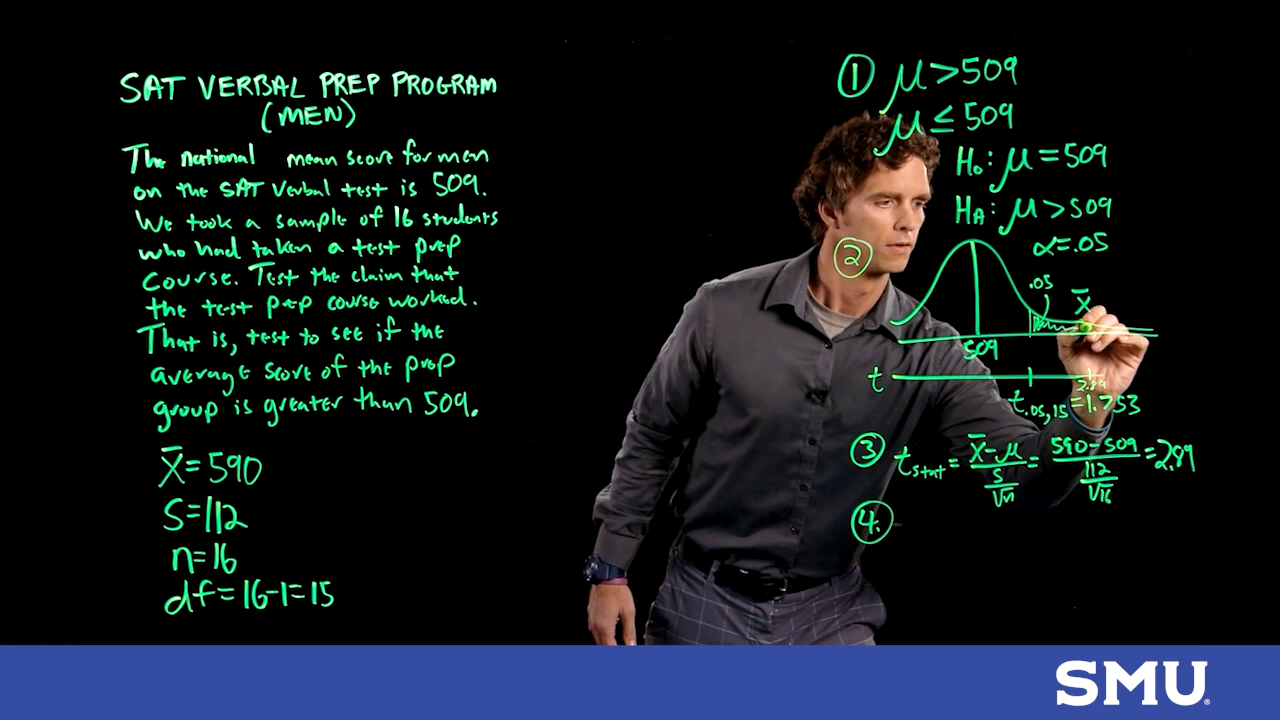 SAT VERBAL PREP PROGRAM
(MEN)
The national mean score for men
on the SAT Verbal test is 509.
We took a sample of 16 students
who had taken a test prep
course. Test the claim that
the test prep course worked.
That is, test to see if the
average score of the prep
group is greater than 509.
x̄=590
S=112
n=16
df=16-1=15
① μ>509
μ≤509
H₀: μ=509
H_A: μ>509
α=.05
②
.05
x̄
509
t
2.89
t.05,15=1.753
③ t_stat = (x̄-μ)/(s/√n) = (590-509)/(112/√16) = 2.89
④.
SMU